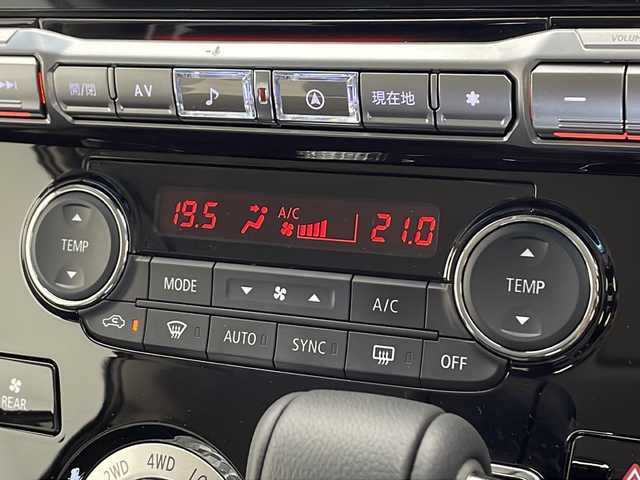 VOLUM
開/閉 AV 現在地
19.5 A/C 21.0
TEMP
TEMP
MODE A/C
AUTO SYNC OFF
REAR
2WD 4WD